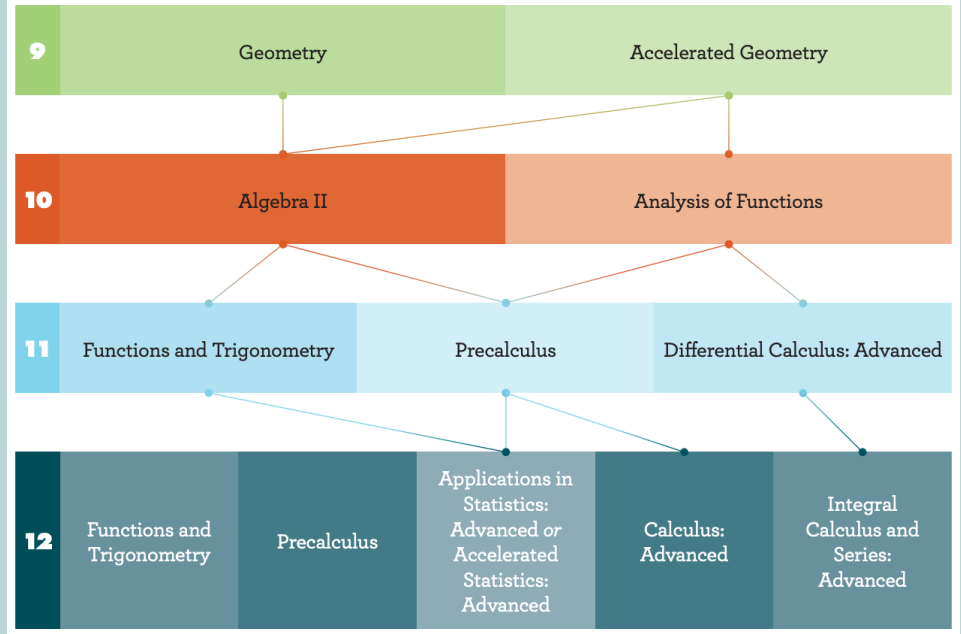 9
Geometry
Accelerated Geometry
10
Algebra II
Analysis of Functions
11
Functions and Trigonometry
Precalculus
Differential Calculus: Advanced
12
Functions and
Trigonometry
Precalculus
Applications in
Statistics:
Advanced or
Accelerated
Statistics:
Advanced
Calculus:
Advanced
Integral
Calculus and
Series:
Advanced